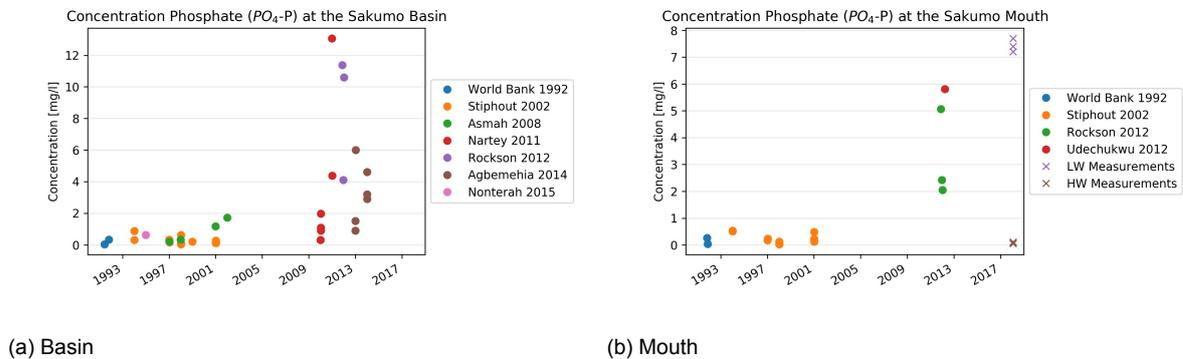 Concentration Phosphate (PO₄-P) at the Sakumo Basin
Concentration [mg/l]
12
10
8
6
4
2
0
1993 1997 2001 2005 2009 2013 2017
World Bank 1992
Stiphout 2002
Asmah 2008
Nartey 2011
Rockson 2012
Agbemehia 2014
Nonterah 2015
(a) Basin
Concentration Phosphate (PO₄-P) at the Sakumo Mouth
Concentration [mg/l]
8
7
6
5
4
3
2
1
0
1993 1997 2001 2005 2009 2013 2017
World Bank 1992
Stiphout 2002
Rockson 2012
Udechukwu 2012
LW Measurements
HW Measurements
(b) Mouth